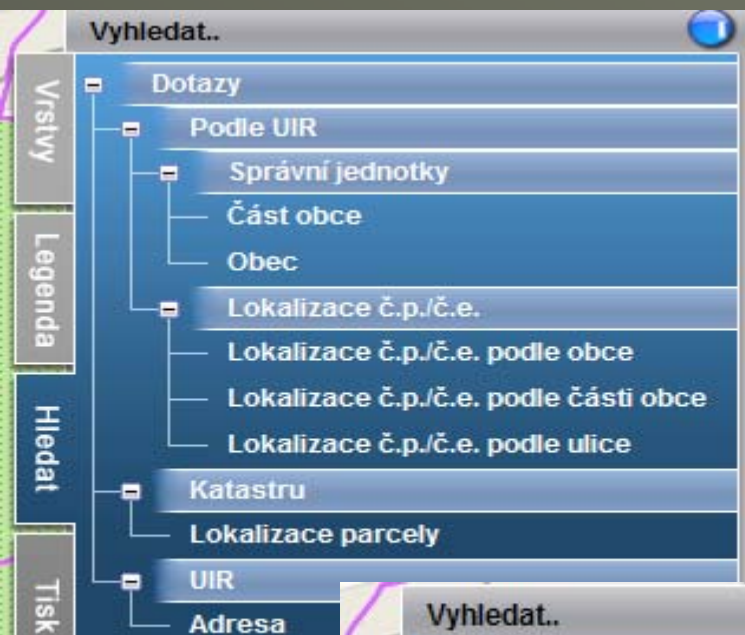 Vyhledat..
Vrstvy
Legenda
Hledat
Tisk
Dotazy
Podle UIR
Správní jednotky
Část obce
Obec
Lokalizace č.p./č.e.
Lokalizace č.p./č.e. podle obce
Lokalizace č.p./č.e. podle části obce
Lokalizace č.p./č.e. podle ulice
Katastru
Lokalizace parcely
UIR
Adresa
Vyhledat..